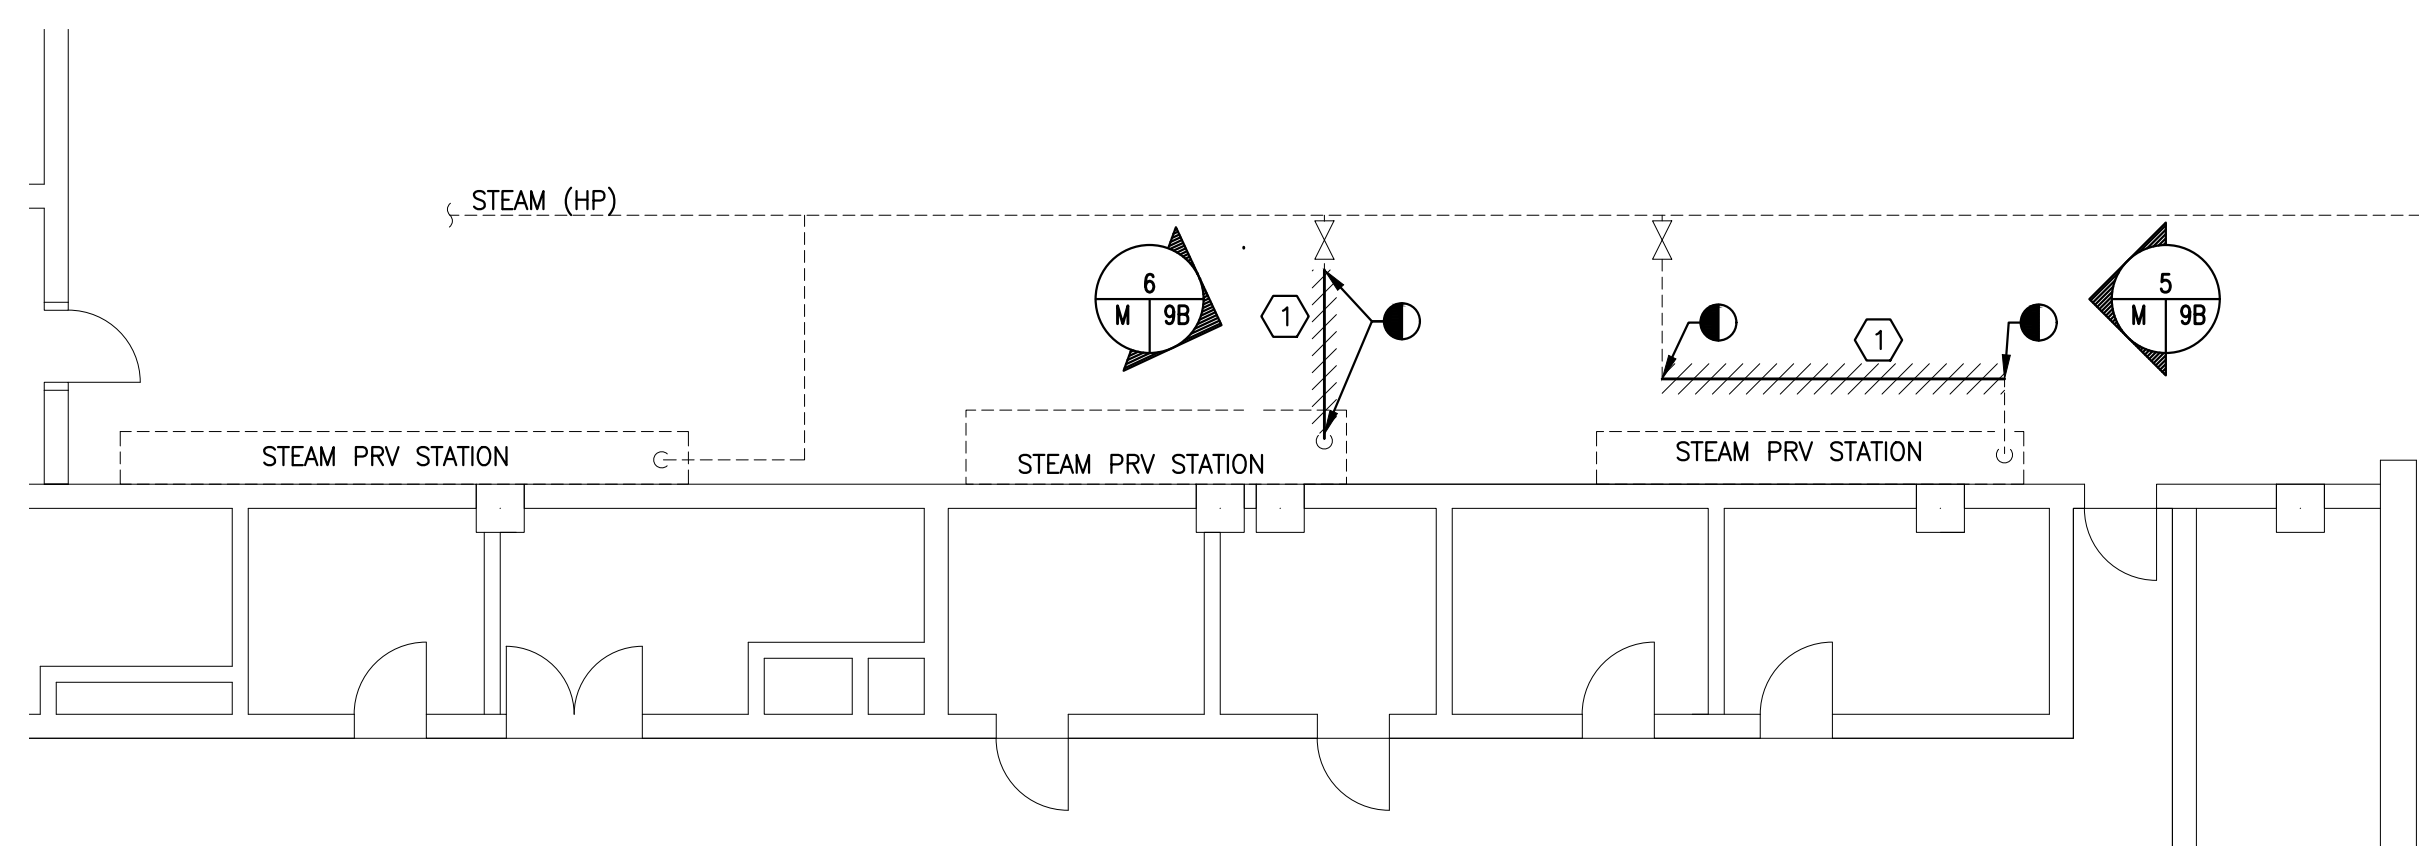 STEAM (HP)
6
M 9B
1
1
5
M 9B
STEAM PRV STATION
STEAM PRV STATION
STEAM PRV STATION